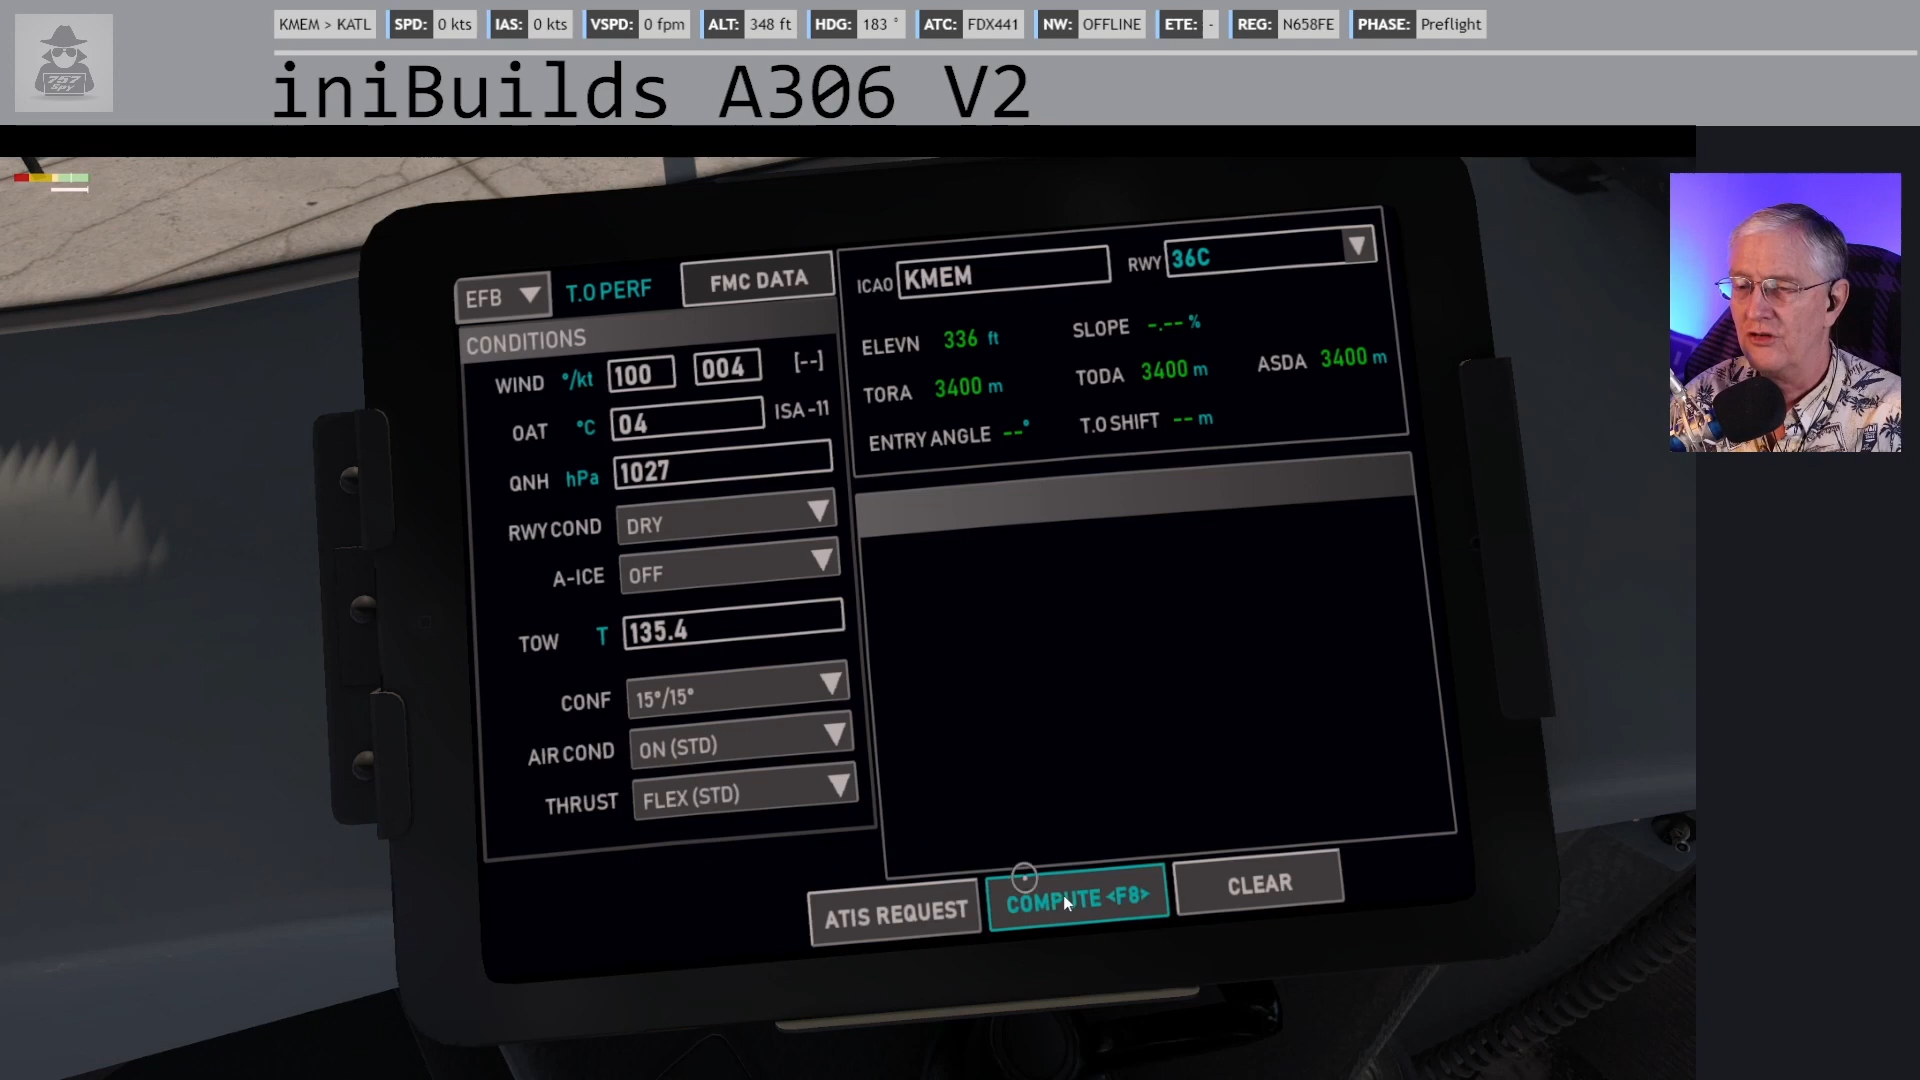 KMEM > KATL SPD: 0 kts IAS: 0 kts VSPD: 0 fpm ALT: 348 ft HDG: 183 ° ATC: FDX441 NW: OFFLINE ETE: - REG: N658FE PHASE: Preflight
757
Spy
iniBuilds A306 V2
EFB T.O PERF FMC DATA
CONDITIONS
WIND °/kt 100 004 [--]
OAT °C 04 ISA -11
QNH hPa 1027
RWY COND DRY
A-ICE OFF
TOW T 135.4
CONF 15°/15°
AIR COND ON (STD)
THRUST FLEX (STD)
ICAO KMEM RWY 36C
ELEVN 336 ft SLOPE -.-- %
TORA 3400 m TODA 3400 m ASDA 3400 m
ENTRY ANGLE --° T.O SHIFT -- m
ATIS REQUEST COMPUTE <F8> CLEAR